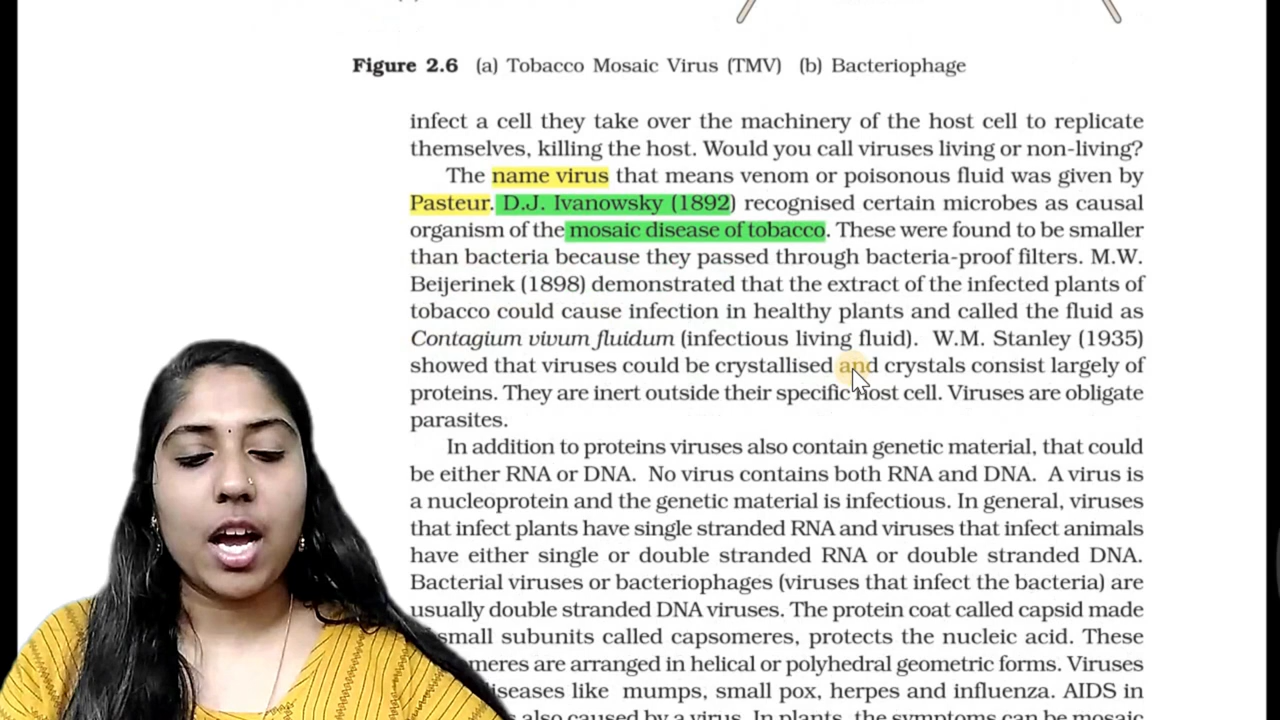 Figure 2.6 (a) Tobacco Mosaic Virus (TMV) (b) Bacteriophage
infect a cell they take over the machinery of the host cell to replicate
themselves, killing the host. Would you call viruses living or non-living?
The name virus that means venom or poisonous fluid was given by
Pasteur. D.J. Ivanowsky (1892) recognised certain microbes as causal
organism of the mosaic disease of tobacco. These were found to be smaller
than bacteria because they passed through bacteria-proof filters. M.W.
Beijerinek (1898) demonstrated that the extract of the infected plants of
tobacco could cause infection in healthy plants and called the fluid as
Contagium vivum fluidum (infectious living fluid). W.M. Stanley (1935)
showed that viruses could be crystallised and crystals consist largely of
proteins. They are inert outside their specific host cell. Viruses are obligate
parasites.
In addition to proteins viruses also contain genetic material, that could
be either RNA or DNA. No virus contains both RNA and DNA. A virus is
a nucleoprotein and the genetic material is infectious. In general, viruses
that infect plants have single stranded RNA and viruses that infect animals
have either single or double stranded RNA or double stranded DNA.
Bacterial viruses or bacteriophages (viruses that infect the bacteria) are
usually double stranded DNA viruses. The protein coat called capsid made
small subunits called capsomeres, protects the nucleic acid. These
are arranged in helical or polyhedral geometric forms. Viruses
like mumps, small pox, herpes and influenza. AIDS in
also caused by a virus. In plants, the symptoms can be mosaic